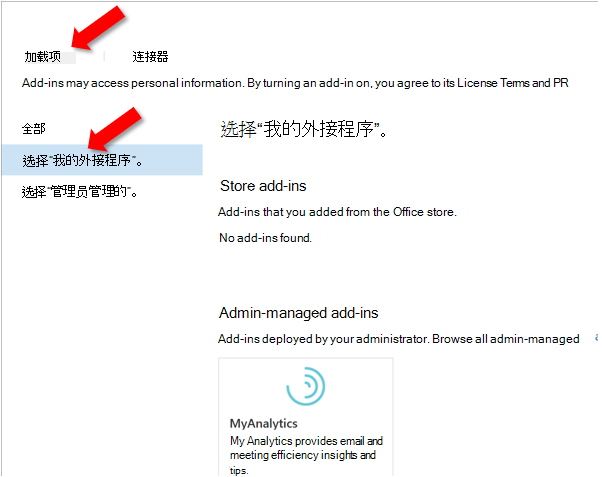 加载项 连接器
Add-ins may access personal information. By turning an add-in on, you agree to its License Terms and PR
全部
选择“我的外接程序”。
选择“我的外接程序”。
选择“管理员管理的”。
Store add-ins
Add-ins that you added from the Office store.
No add-ins found.
Admin-managed add-ins
Add-ins deployed by your administrator. Browse all admin-managed
MyAnalytics
My Analytics provides email and
meeting efficiency insights and
tips.